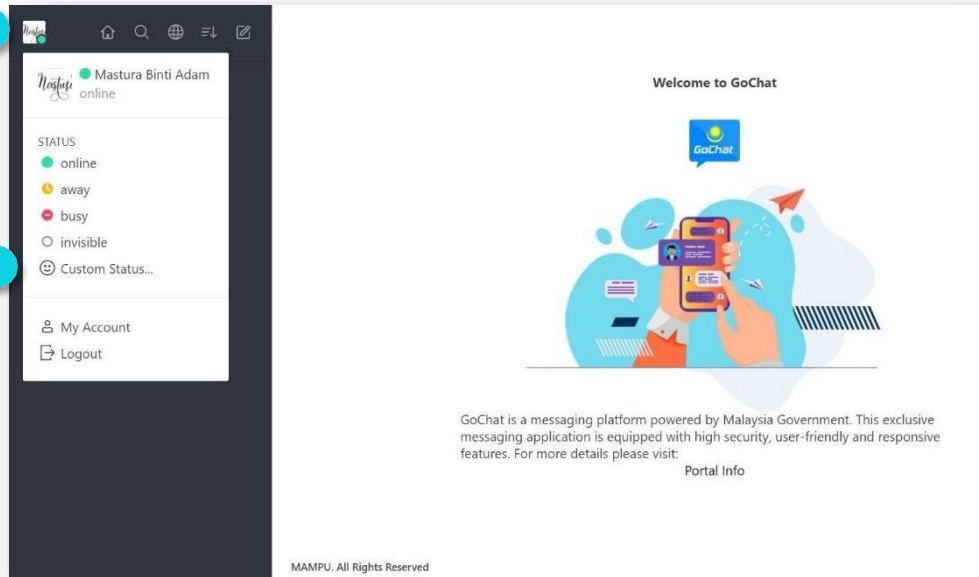 Mastura Binti Adam
online
STATUS
online
away
busy
invisible
Custom Status...
My Account
Logout
Welcome to GoChat
GoChat
GoChat is a messaging platform powered by Malaysia Government. This exclusive
messaging application is equipped with high security, user-friendly and responsive
features. For more details please visit:
Portal Info
MAMPU. All Rights Reserved